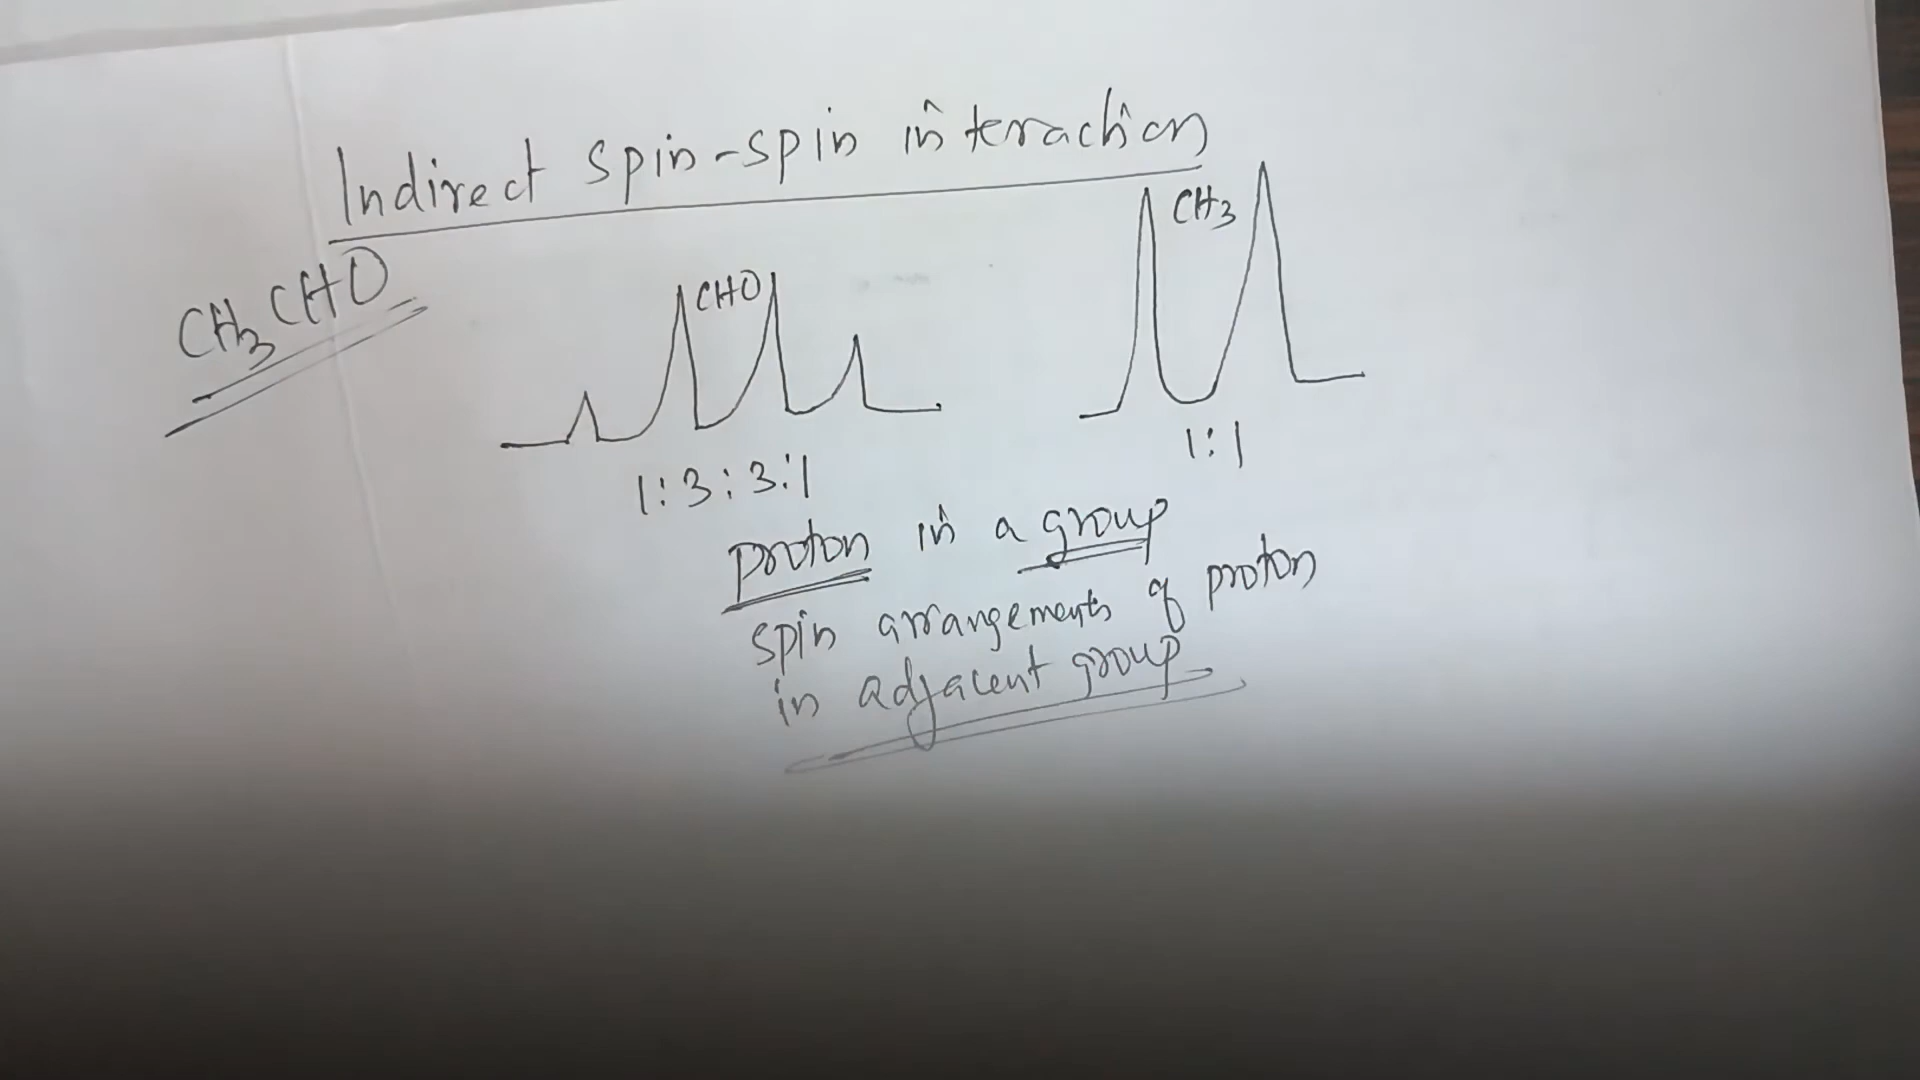 Indirect spin-spin interaction
CH3CHO
CHO
CH3
1:3:3:1
1:1
proton in a group
spin arrangements of proton
in adjacent group